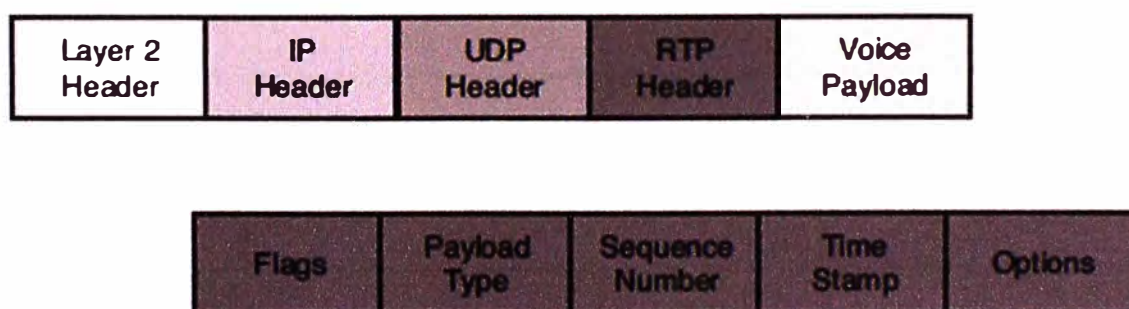 Layer 2 Header
IP Header
UDP Header
RTP Header
Voice Payload
Flags
Payload Type
Sequence Number
Time Stamp
Options